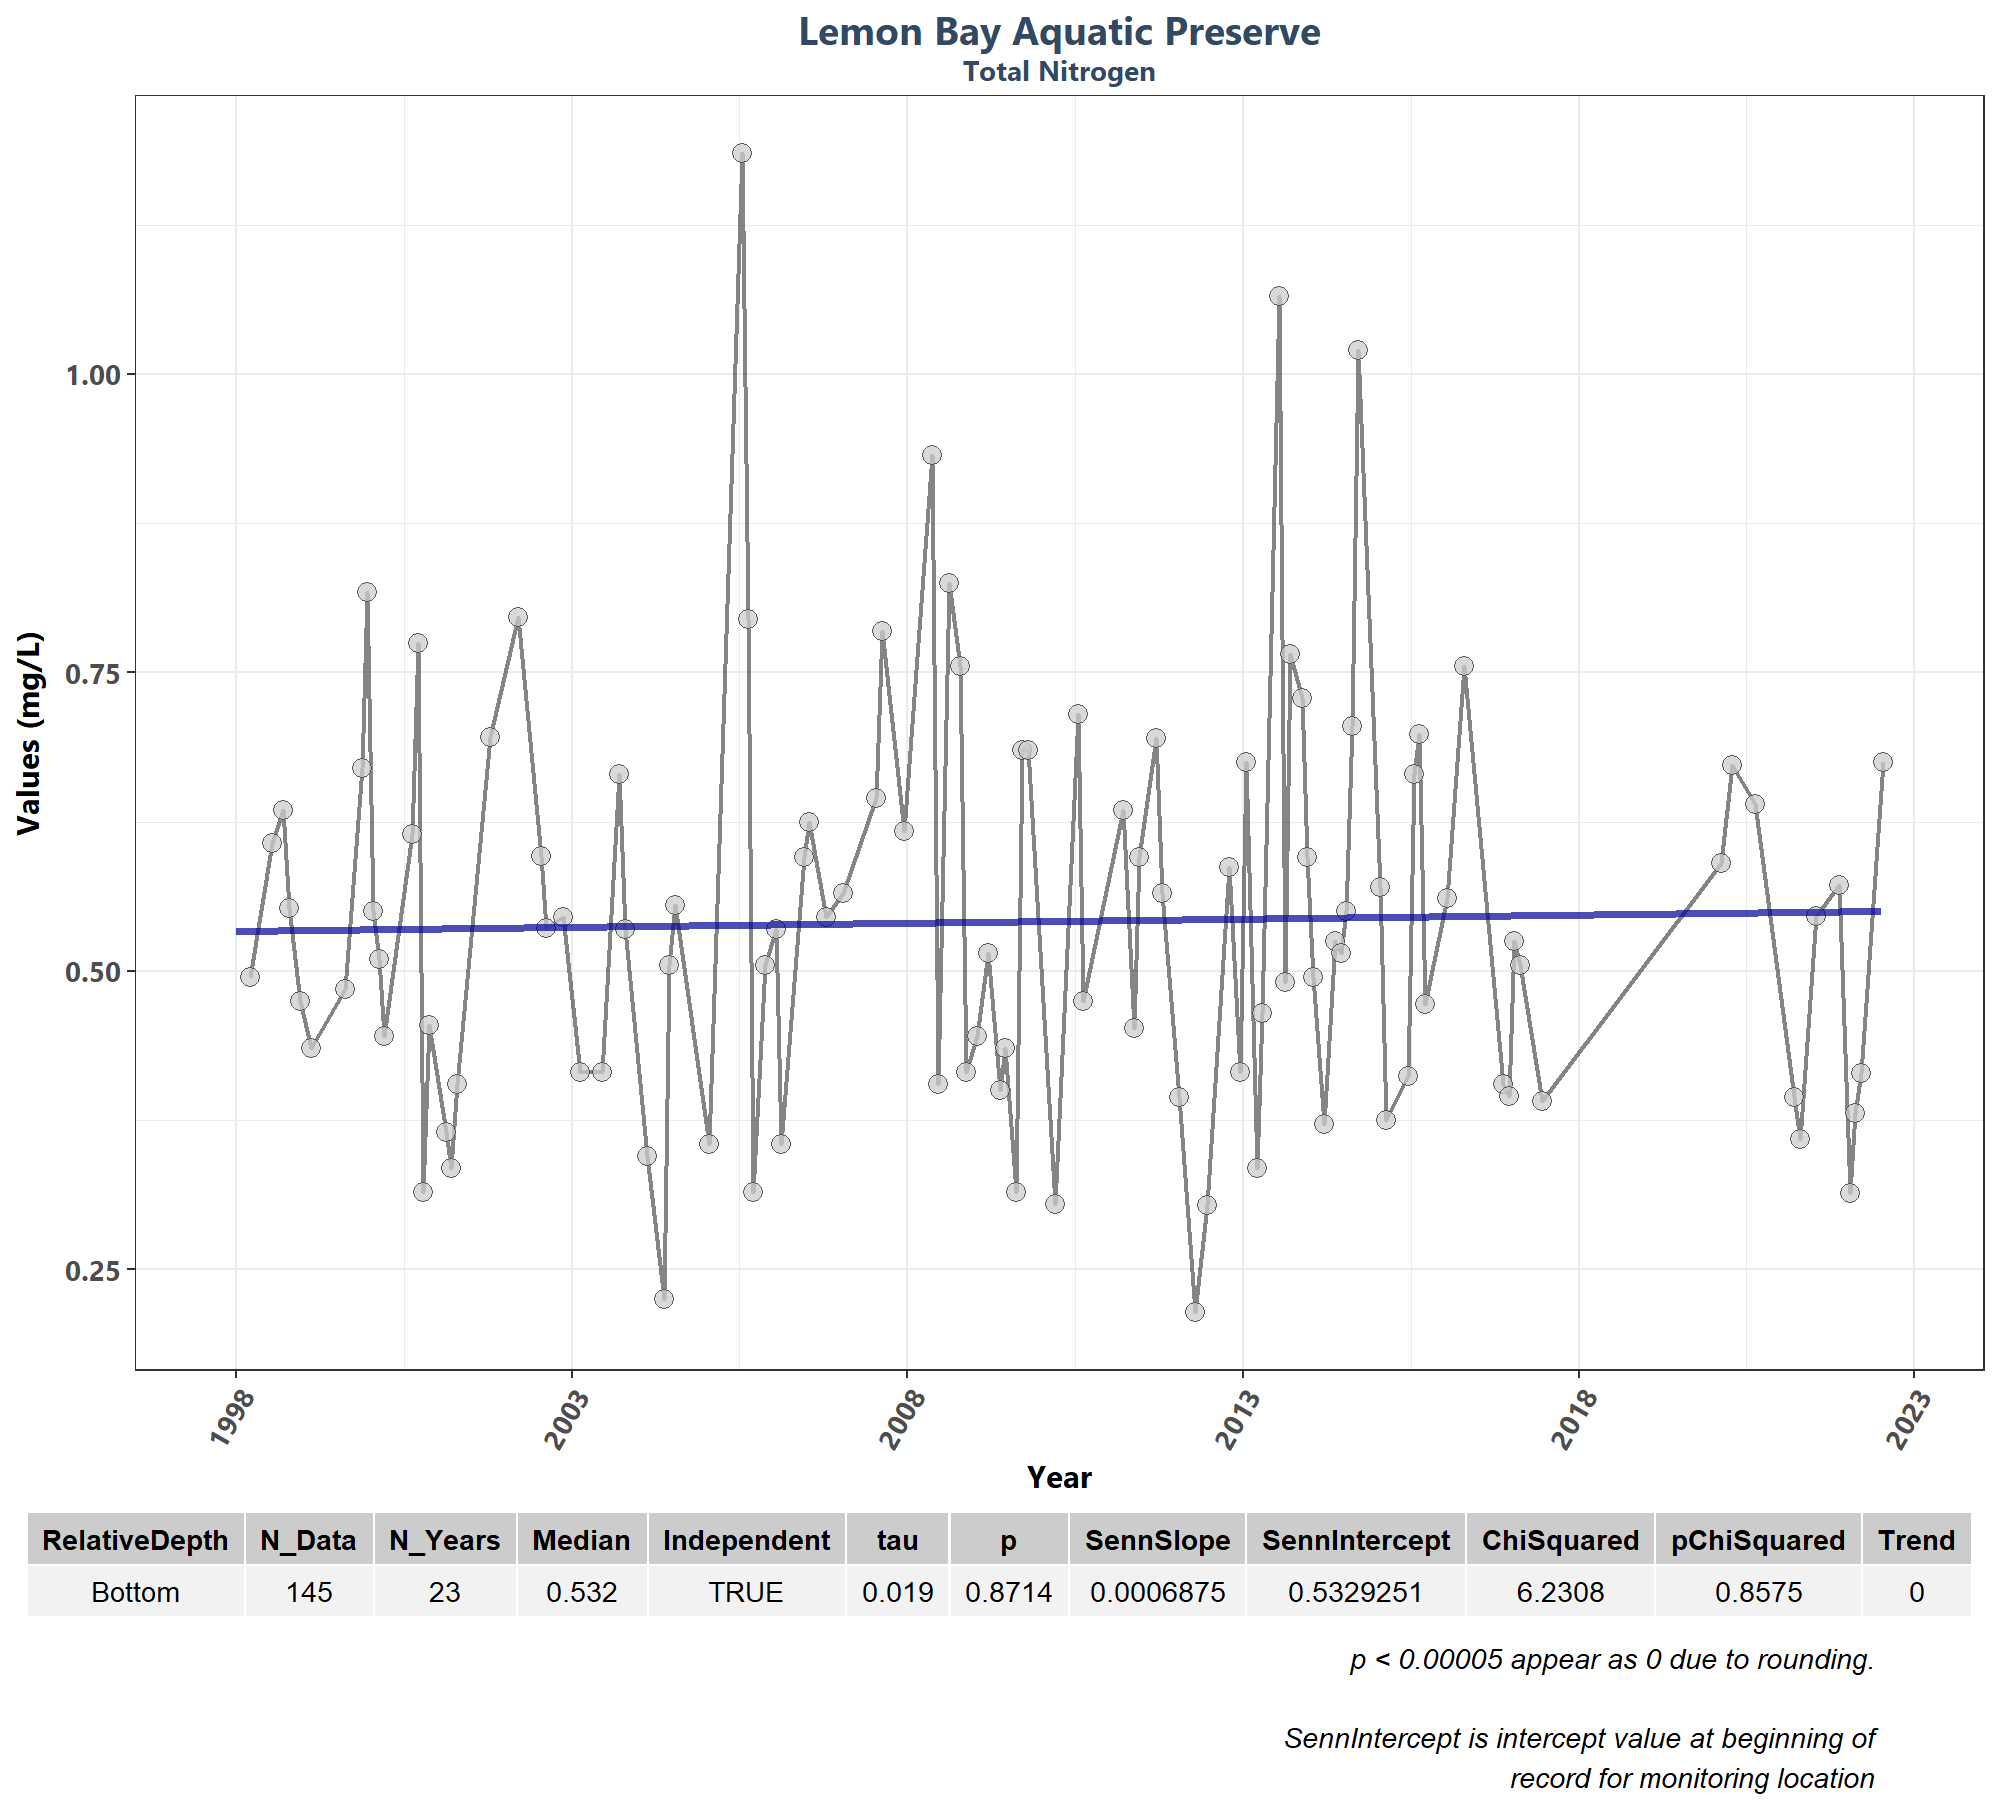 Lemon Bay Aquatic Preserve
Total Nitrogen
Values (mg/L)
1.00
0.75
0.50
0.25
1998 2003 2008 2013 2018 2023
Year
RelativeDepth N_Data N_Years Median Independent tau p SennSlope SennIntercept ChiSquared pChiSquared Trend
Bottom 145 23 0.532 TRUE 0.019 0.8714 0.0006875 0.5329251 6.2308 0.8575 0
p < 0.00005 appear as 0 due to rounding.
SennIntercept is intercept value at beginning of
record for monitoring location